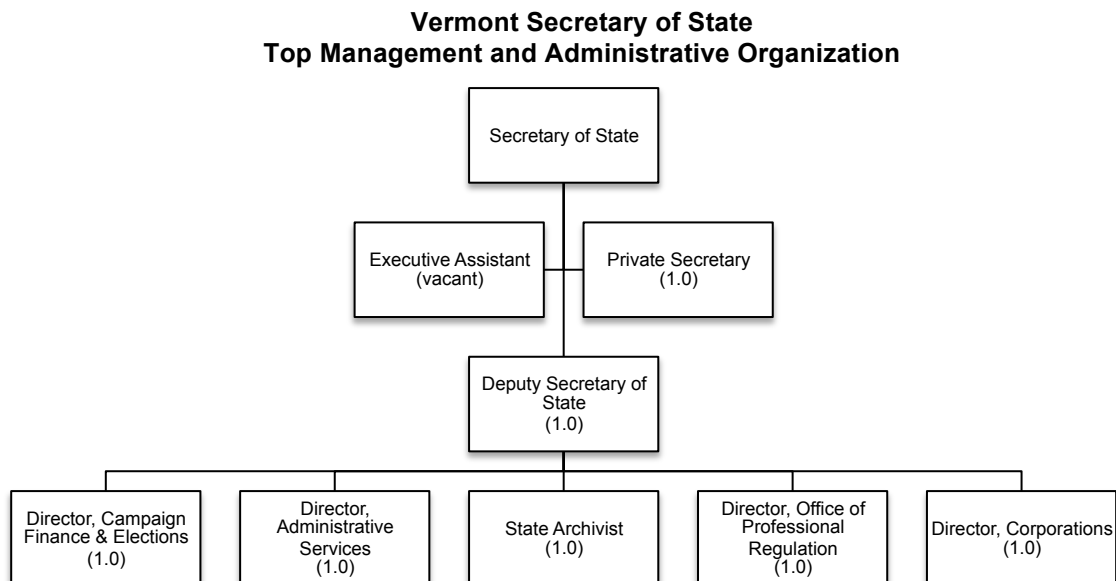 Vermont Secretary of State
Top Management and Administrative Organization
Secretary of State
Executive Assistant
(vacant)
Private Secretary
(1.0)
Deputy Secretary of
State
(1.0)
Director, Campaign
Finance & Elections
(1.0)
Director,
Administrative
Services
(1.0)
State Archivist
(1.0)
Director, Office of
Professional
Regulation
(1.0)
Director, Corporations
(1.0)